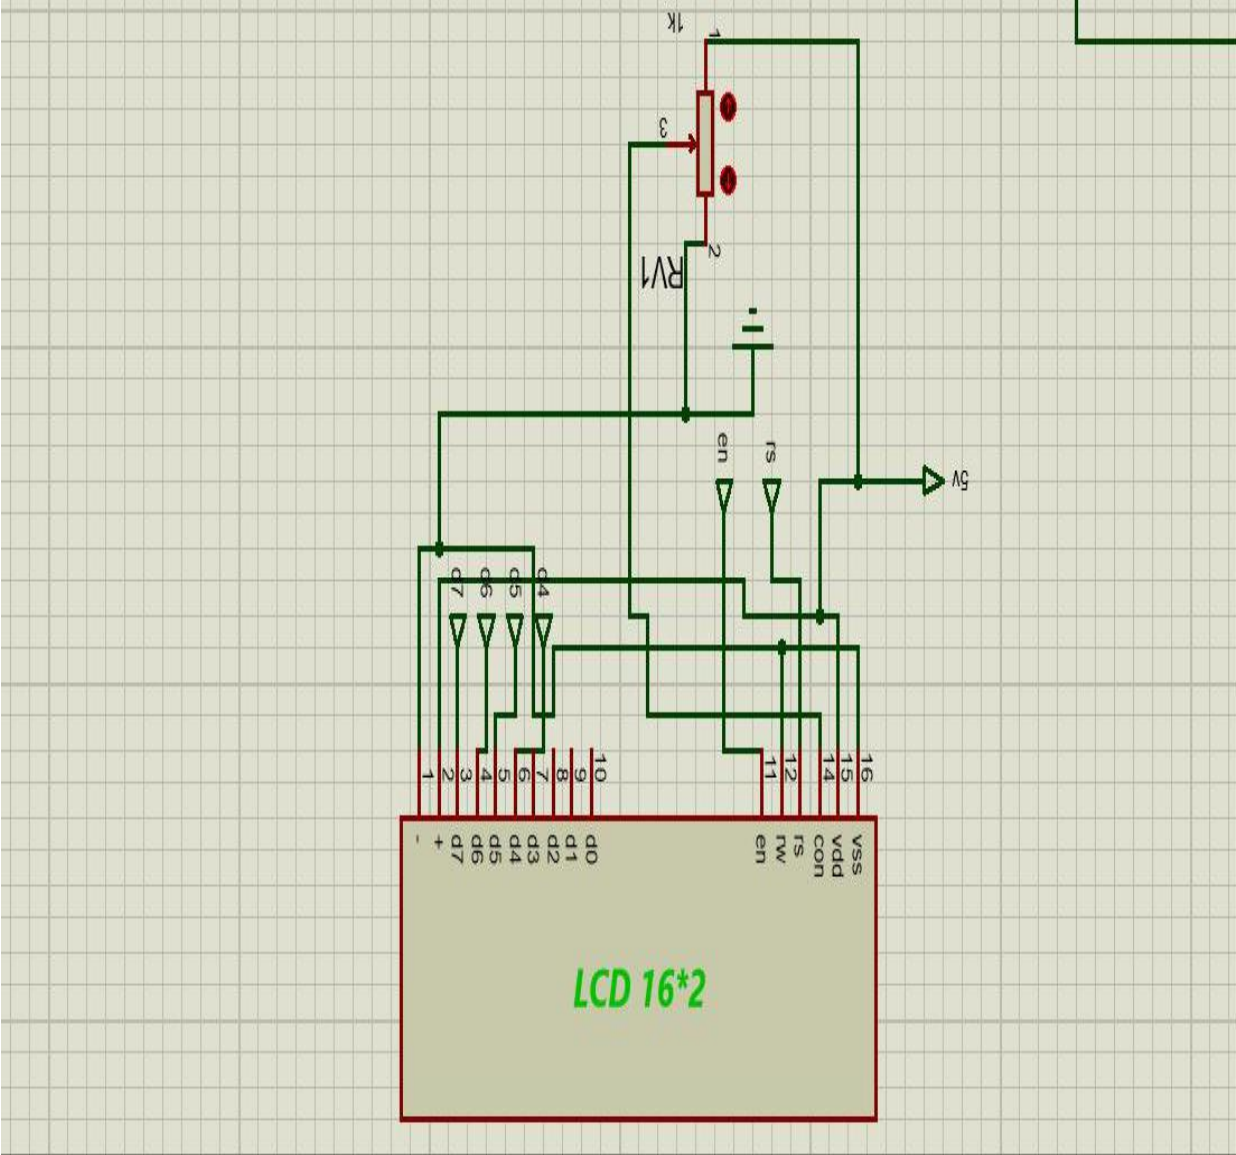 1k
1
3
2
RV1
en
rs
5v
d7 d6 d5 d4
1 2 3 4 5 6 7 8 9 10 11 12 14 15 16
- + d7 d6 d5 d4 d3 d2 d1 d0 en rw rs con vdd vss
LCD 16*2